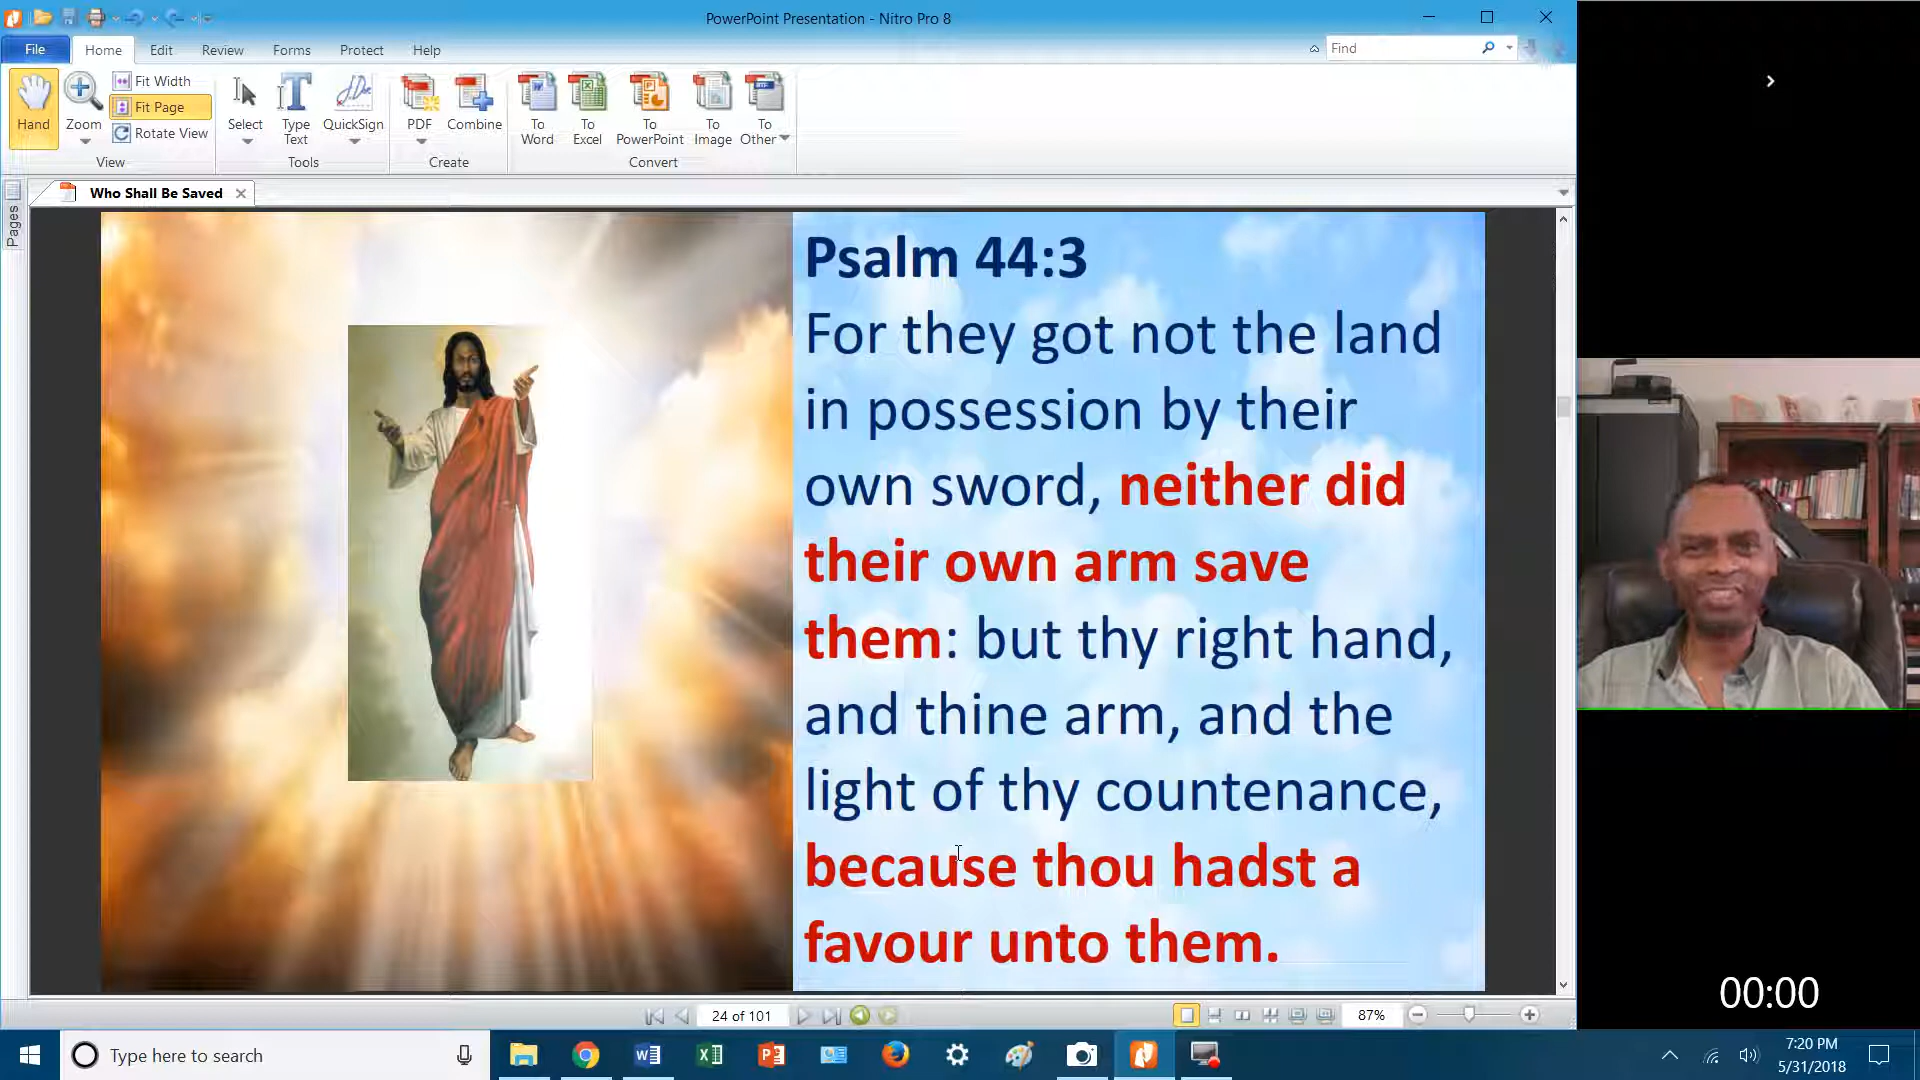 PowerPoint Presentation - Nitro Pro 8
File Home Edit Review Forms Protect Help
Find
Hand
Zoom
Fit Width
Fit Page
Rotate View
View
Select
Type Text
QuickSign
Tools
PDF
Combine
Create
To Word
To Excel
To PowerPoint
To Image
To Other
Convert
Pages
Who Shall Be Saved
Psalm 44:3
For they got not the land
in possession by their
own sword, neither did
their own arm save
them: but thy right hand,
and thine arm, and the
light of thy countenance,
because thou hadst a
favour unto them.
24 of 101
87%
00:00
Type here to search
7:20 PM
5/31/2018